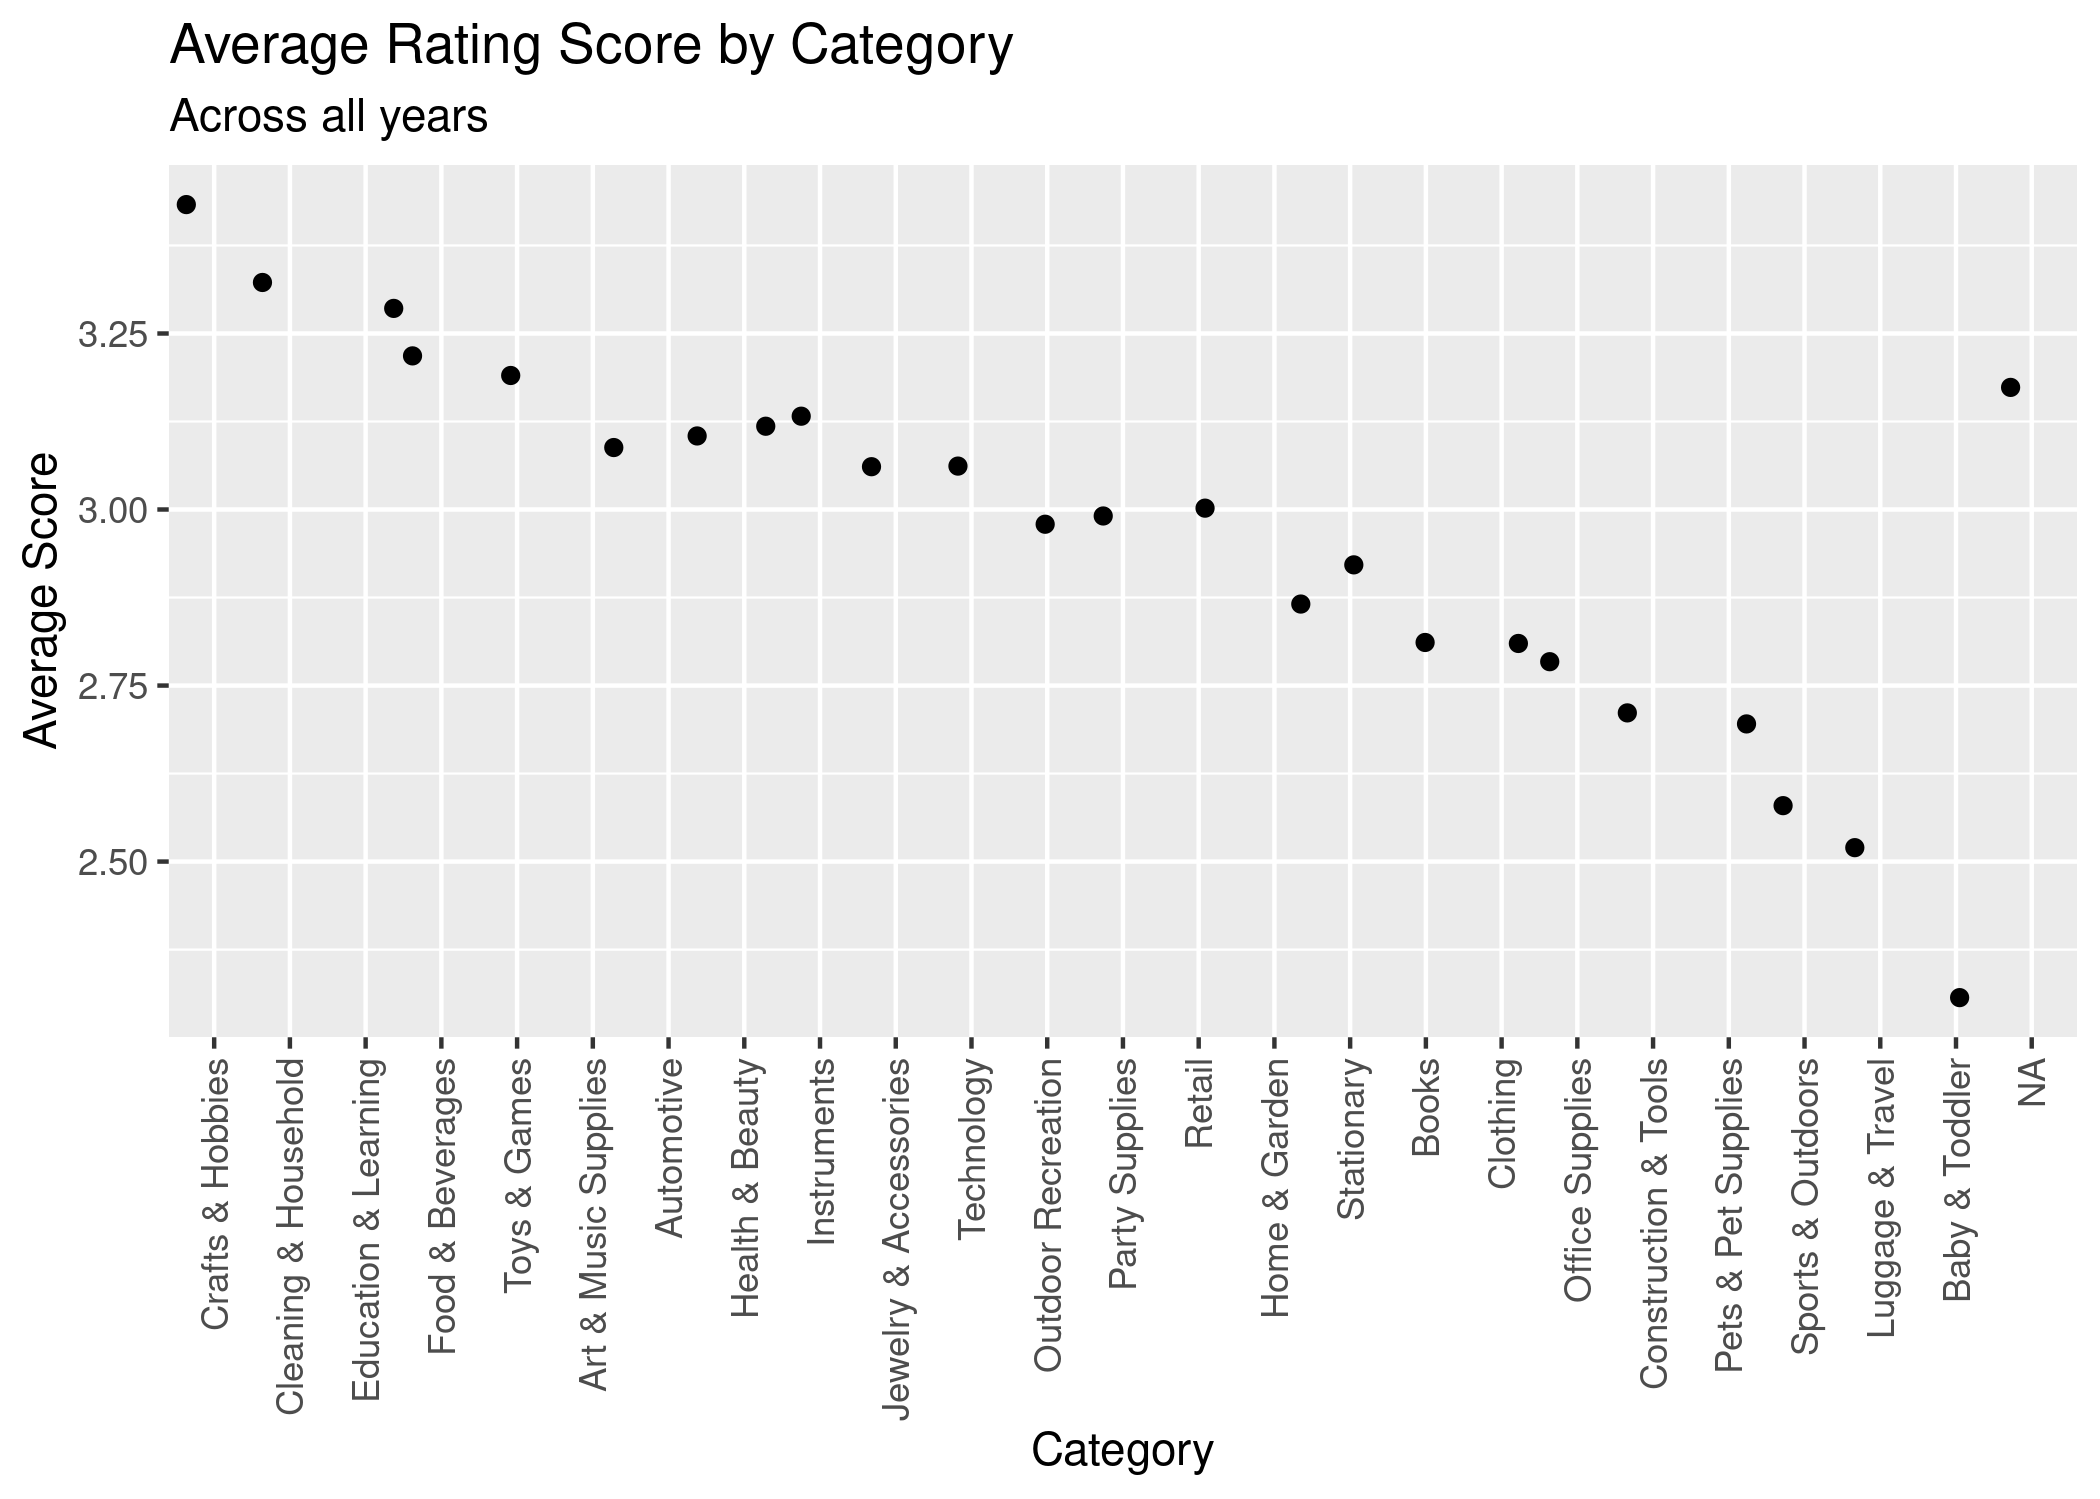 Average Rating Score by Category
Across all years
Average Score
3.25
3.00
2.75
2.50
Crafts & Hobbies
Cleaning & Household
Education & Learning
Food & Beverages
Toys & Games
Art & Music Supplies
Automotive
Health & Beauty
Instruments
Jewelry & Accessories
Technology
Outdoor Recreation
Party Supplies
Retail
Home & Garden
Stationary
Books
Clothing
Office Supplies
Construction & Tools
Pets & Pet Supplies
Sports & Outdoors
Luggage & Travel
Baby & Toddler
NA
Category